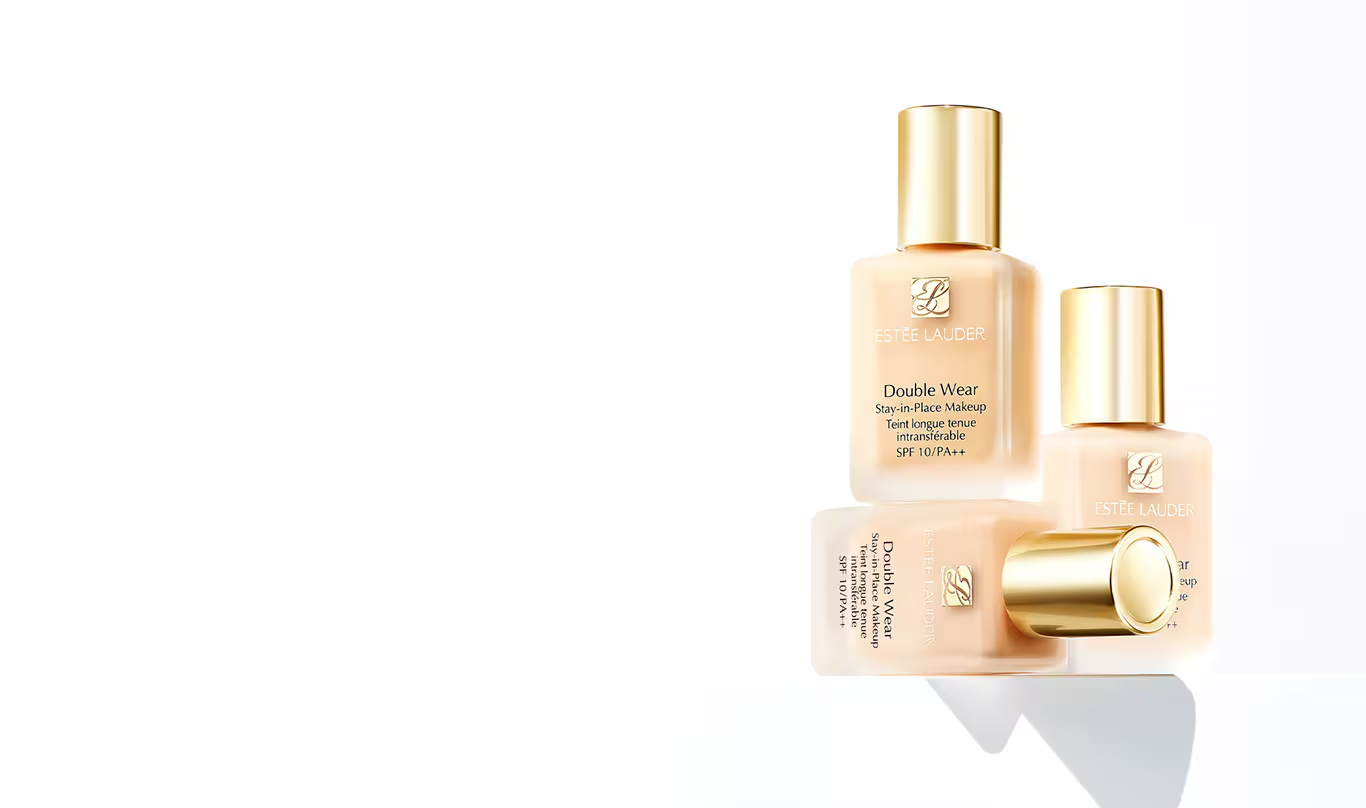 ESTĒE LAUDER
Double Wear
Stay-in-Place Makeup
Teint longue tenue
intransférable
SPF 10/PA++
ESTĒE LAUDER
Double Wear
Stay-in-Place Makeup
Teint longue tenue
intransférable
SPF 10/PA++
ESTĒE LAUDER